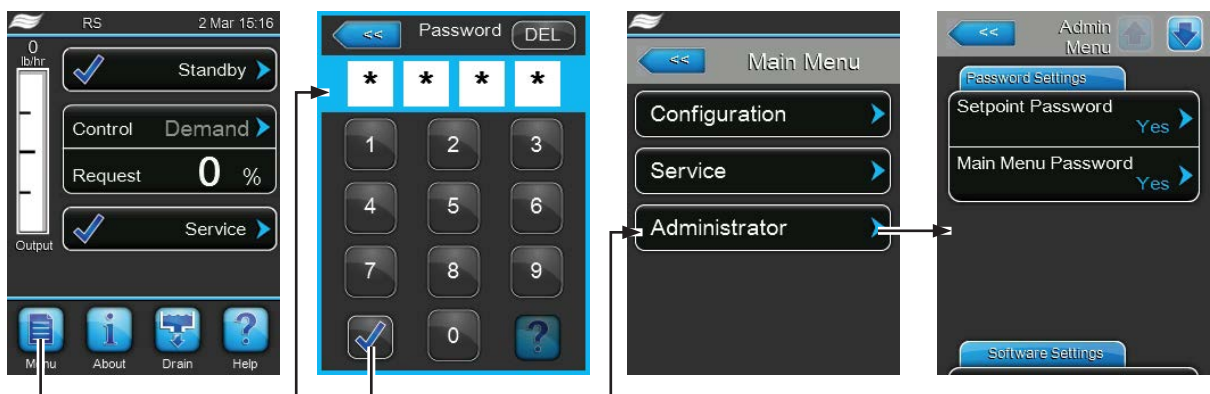 RS 2 Mar 15:16
0
lb/hr
Standby
Control Demand
Request 0 %
Service
Output
Menu About Drain Help
<< Password DEL
* * * *
1 2 3
4 5 6
7 8 9
0 ?
<< Main Menu
Configuration
Service
Administrator
<< Admin
Menu
Password Settings
Setpoint Password
Yes
Main Menu Password
Yes
Software Settings